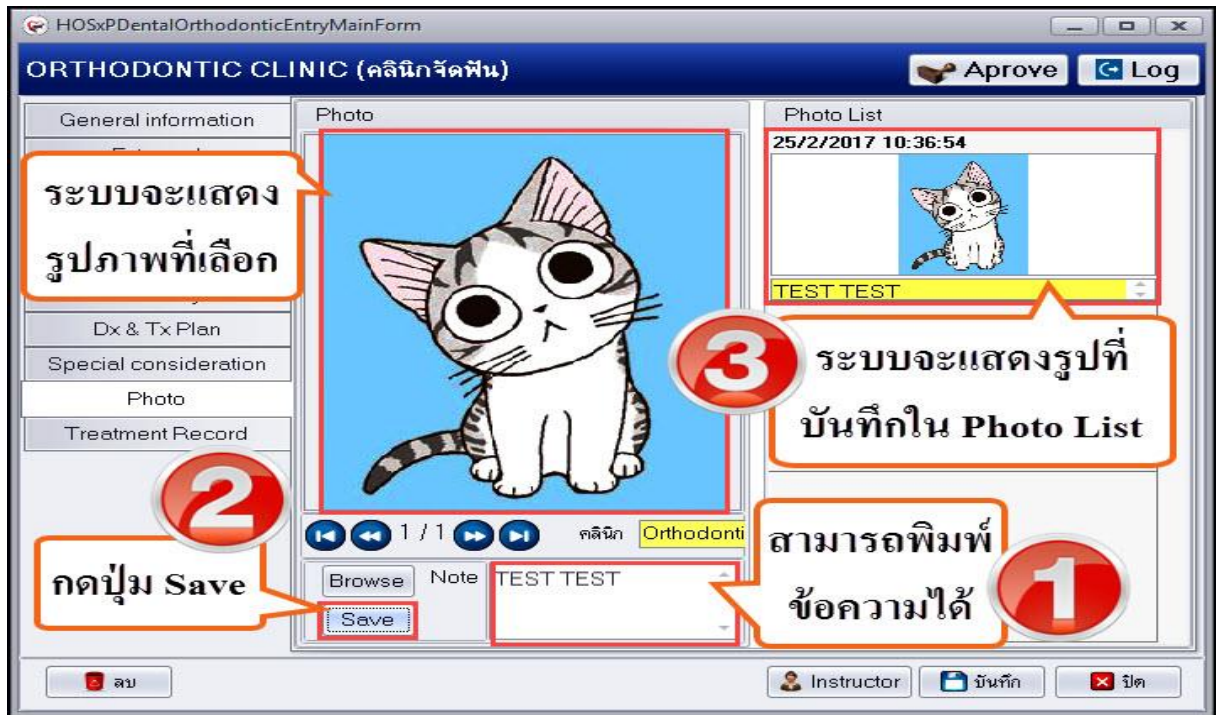 HOSxPDentalOrthodonticEntryMainForm
ORTHODONTIC CLINIC (คลินิกจัดฟัน)
Aprove
Log
General information
Photo
Photo List
25/2/2017 10:36:54
ระบบจะแสดง
รูปภาพที่เลือก
TEST TEST
Dx & Tx Plan
Special consideration
Photo
Treatment Record
3
ระบบจะแสดงรูปที่
บันทึกใน Photo List
2
กดปุ่ม Save
1 / 1
คลินิก
Orthodonti
Browse
Note
TEST TEST
Save
สามารถพิมพ์
ข้อความได้
1
ลบ
Instructor
บันทึก
ปิด